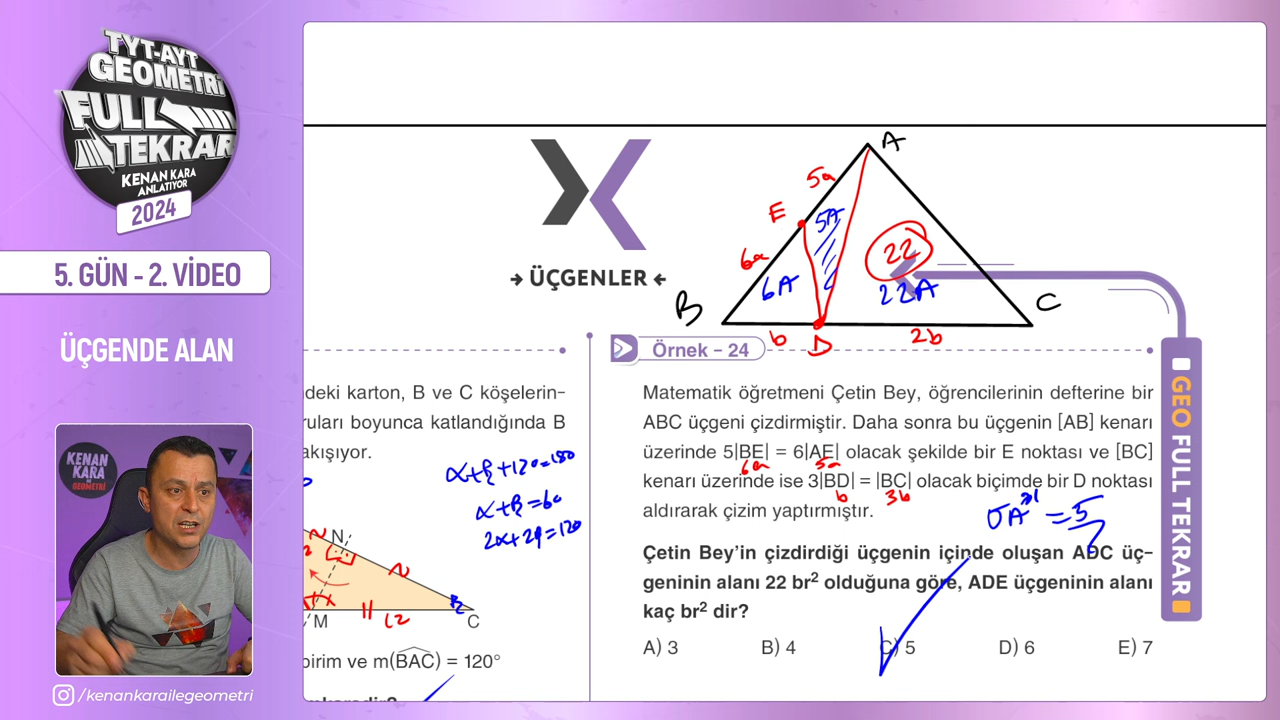 TYT-AYT
GEOMETRİ
FULL
TEKRAR
KENAN KARA
ANLATIYOR
2024
5. GÜN - 2. VİDEO
ÜÇGENDE ALAN
KENAN
KARA
İLE
GEOMETRİ
/kenankarailegeometri
ÜÇGENLER
A
5a
E
5A
22
6a
6A
22A
B
C
b
D
2b
deki karton, B ve C köşelerin-
ruları boyunca katlandığında B
akışıyor.
α+β+120=180
α+β=60
2α+2β=120
N
M
12
C
birim ve m(BAC) = 120°
Örnek – 24
Matematik öğretmeni Çetin Bey, öğrencilerinin defterine bir
ABC üçgeni çizdirmiştir. Daha sonra bu üçgenin [AB] kenarı
üzerinde 5|BE| = 6|AE| olacak şekilde bir E noktası ve [BC]
6a 5a
kenarı üzerinde ise 3|BD| = |BC| olacak biçimde bir D noktası
b 3b
aldırarak çizim yaptırmıştır.
5A = 5
Çetin Bey'in çizdirdiği üçgenin içinde oluşan ADC üç-
geninin alanı 22 br² olduğuna göre, ADE üçgeninin alanı
kaç br² dir?
A) 3 B) 4 C) 5 D) 6 E) 7
GEO FULL TEKRAR